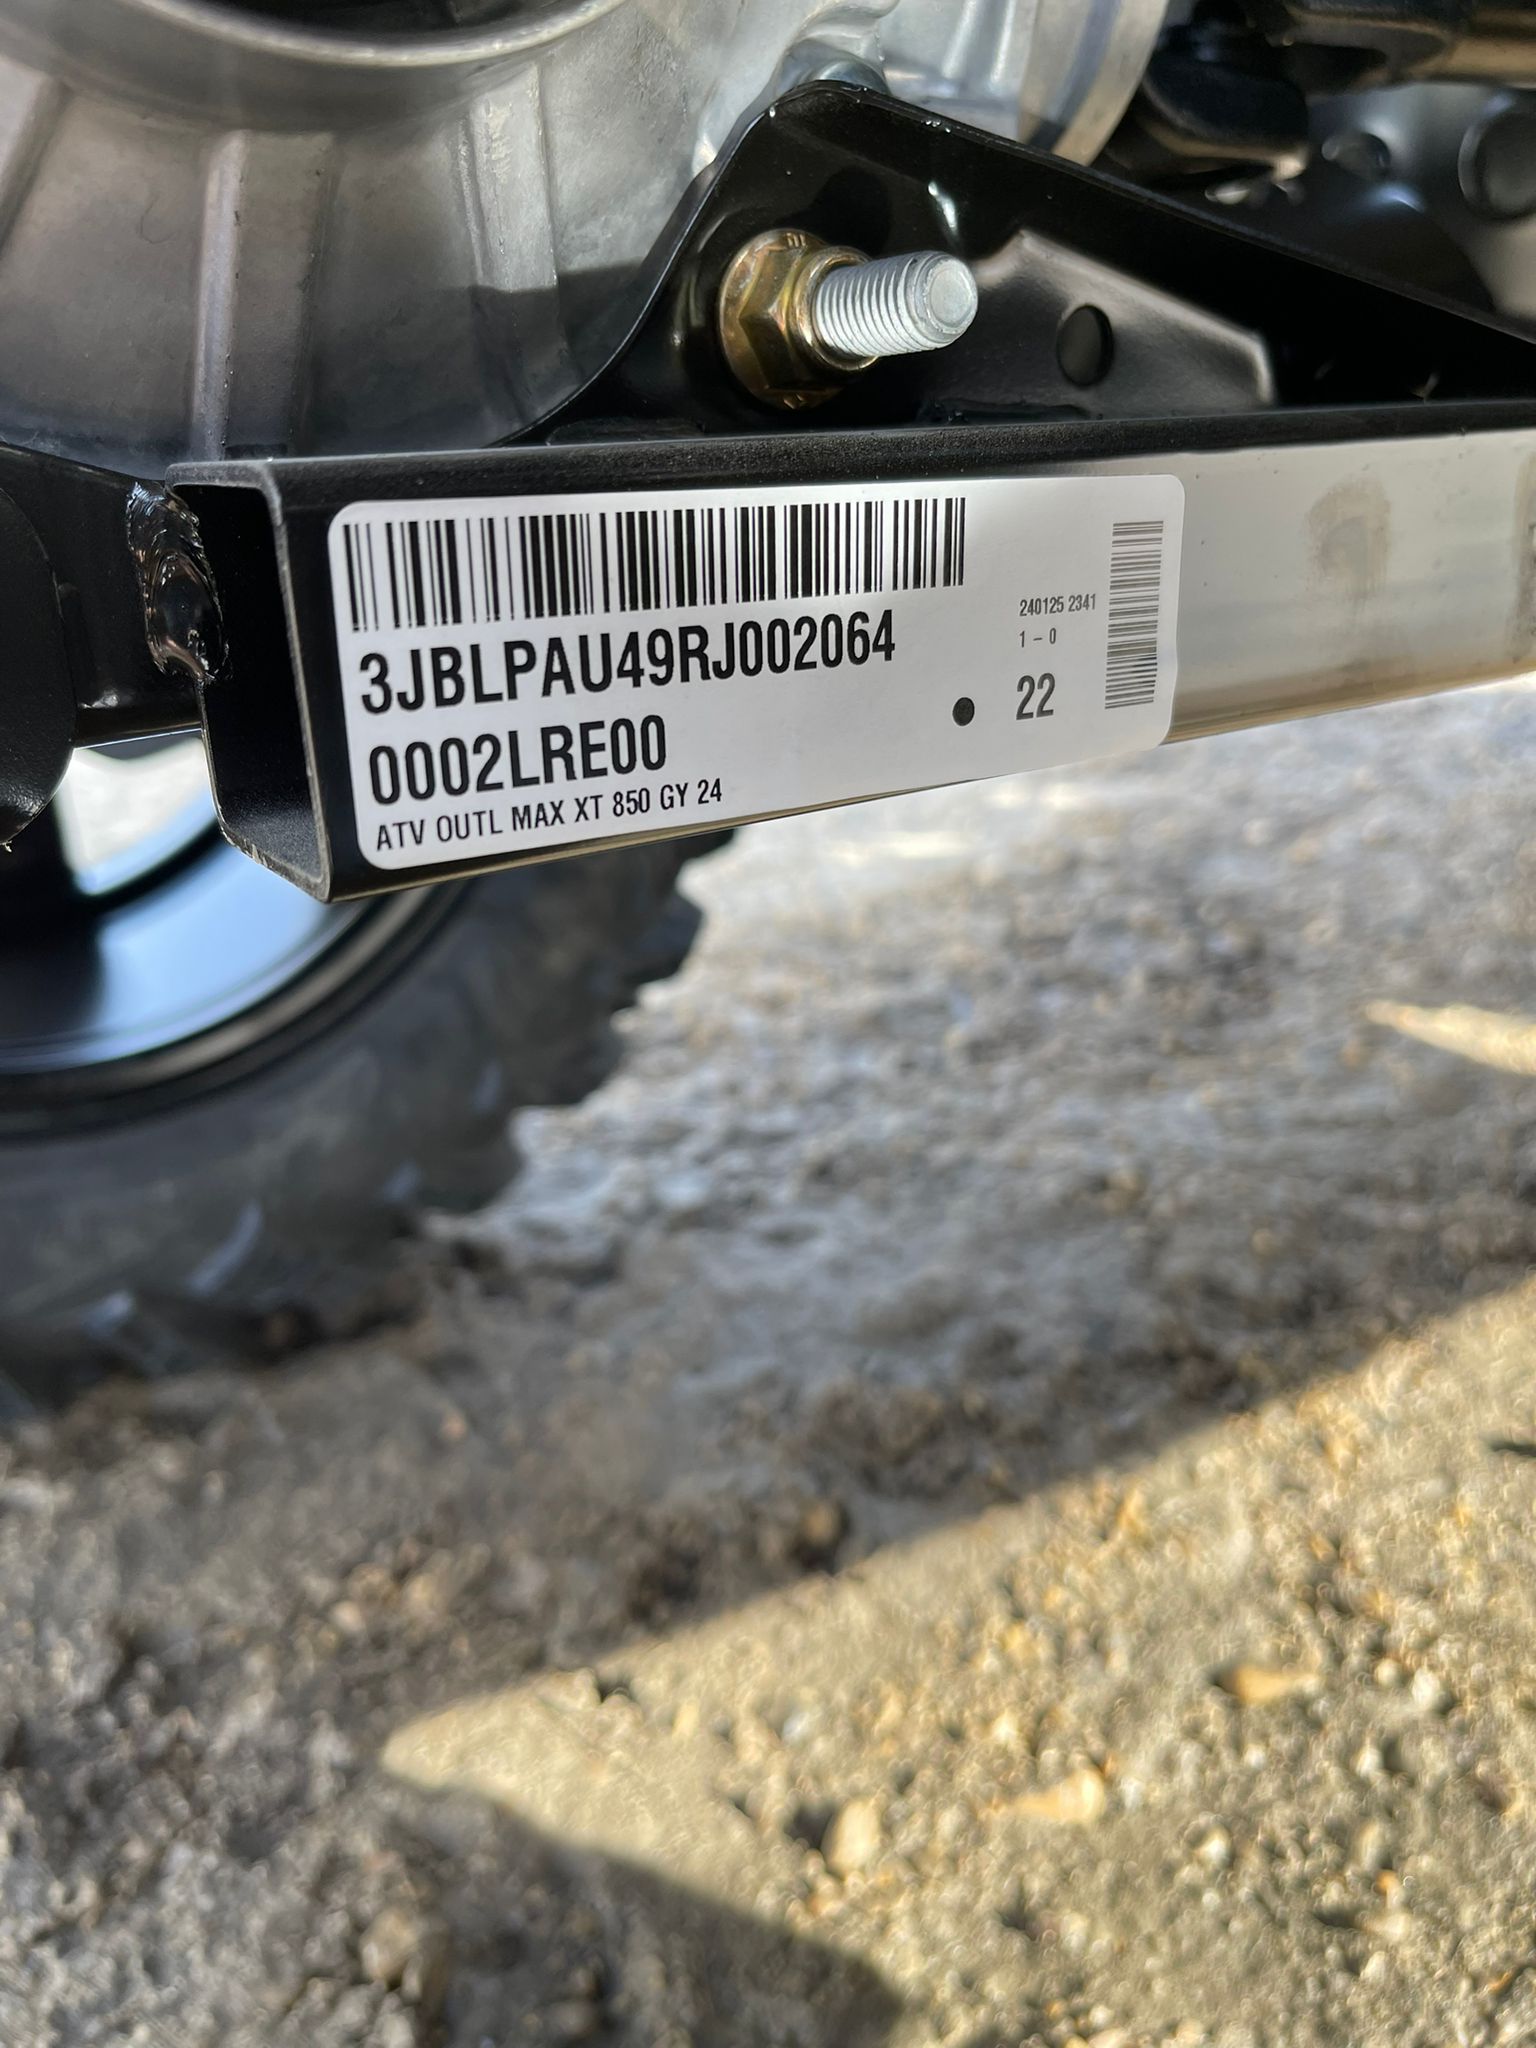 3JBLPAU49RJ002064
0002LRE00
ATV OUTL MAX XT 850 GY 24
240125 2341
1 - 0
22